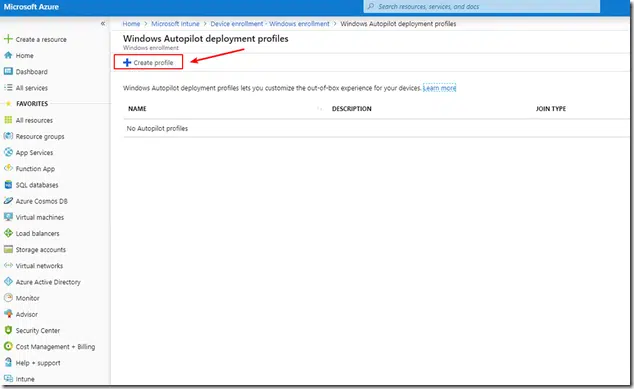 Microsoft Azure
Search resources, services, and docs
Home > Microsoft Intune > Device enrollment - Windows enrollment > Windows Autopilot deployment profiles
Windows Autopilot deployment profiles
Windows enrollment
Create profile
Windows Autopilot deployment profiles lets you customize the out-of-box experience for your devices. Learn more
NAME DESCRIPTION JOIN TYPE
No Autopilot profiles
Create a resource
Home
Dashboard
All services
FAVORITES
All resources
Resource groups
App Services
Function App
SQL databases
Azure Cosmos DB
Virtual machines
Load balancers
Storage accounts
Virtual networks
Azure Active Directory
Monitor
Advisor
Security Center
Cost Management + Billing
Help + support
Intune